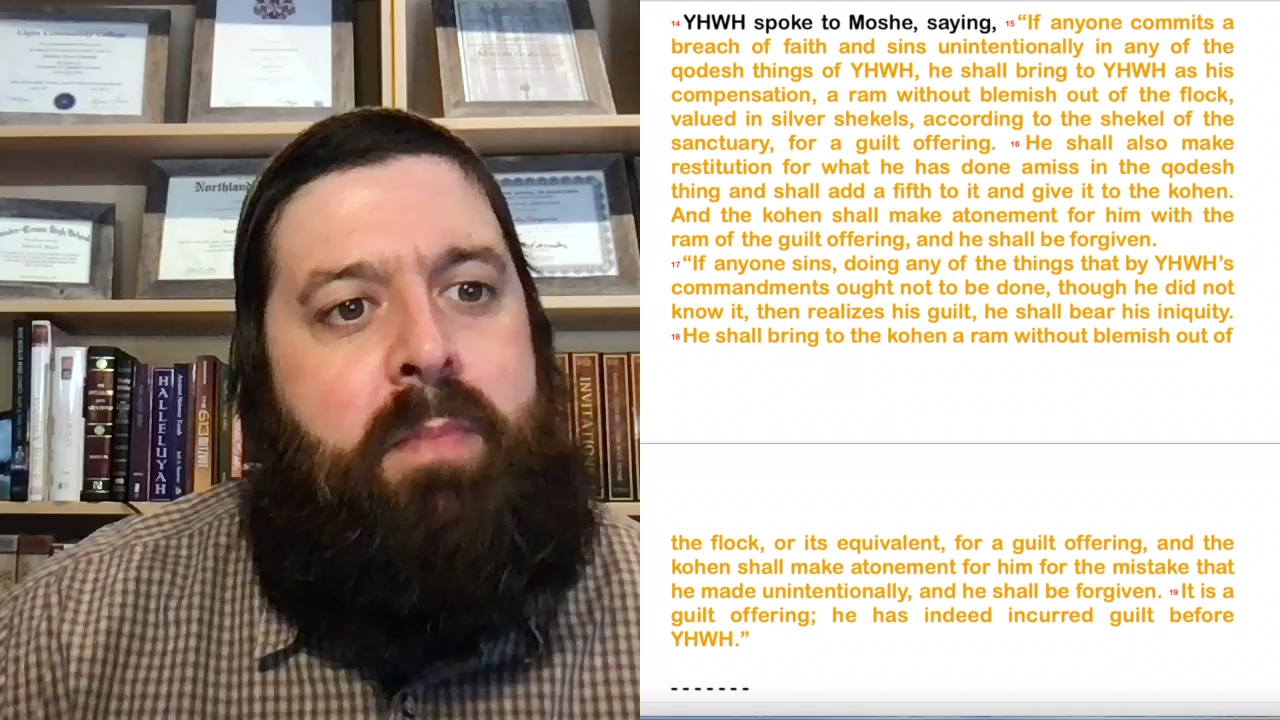 Elgin Community College
Northland
High School
HALLELUYAH
THE
INVITATION
14 YHWH spoke to Moshe, saying, 15 “If anyone commits a
breach of faith and sins unintentionally in any of the
qodesh things of YHWH, he shall bring to YHWH as his
compensation, a ram without blemish out of the flock,
valued in silver shekels, according to the shekel of the
sanctuary, for a guilt offering. 16 He shall also make
restitution for what he has done amiss in the qodesh
thing and shall add a fifth to it and give it to the kohen.
And the kohen shall make atonement for him with the
ram of the guilt offering, and he shall be forgiven.
17 “If anyone sins, doing any of the things that by YHWH’s
commandments ought not to be done, though he did not
know it, then realizes his guilt, he shall bear his iniquity.
18 He shall bring to the kohen a ram without blemish out of
the flock, or its equivalent, for a guilt offering, and the
kohen shall make atonement for him for the mistake that
he made unintentionally, and he shall be forgiven. 19 It is a
guilt offering; he has indeed incurred guilt before
YHWH.”
-------